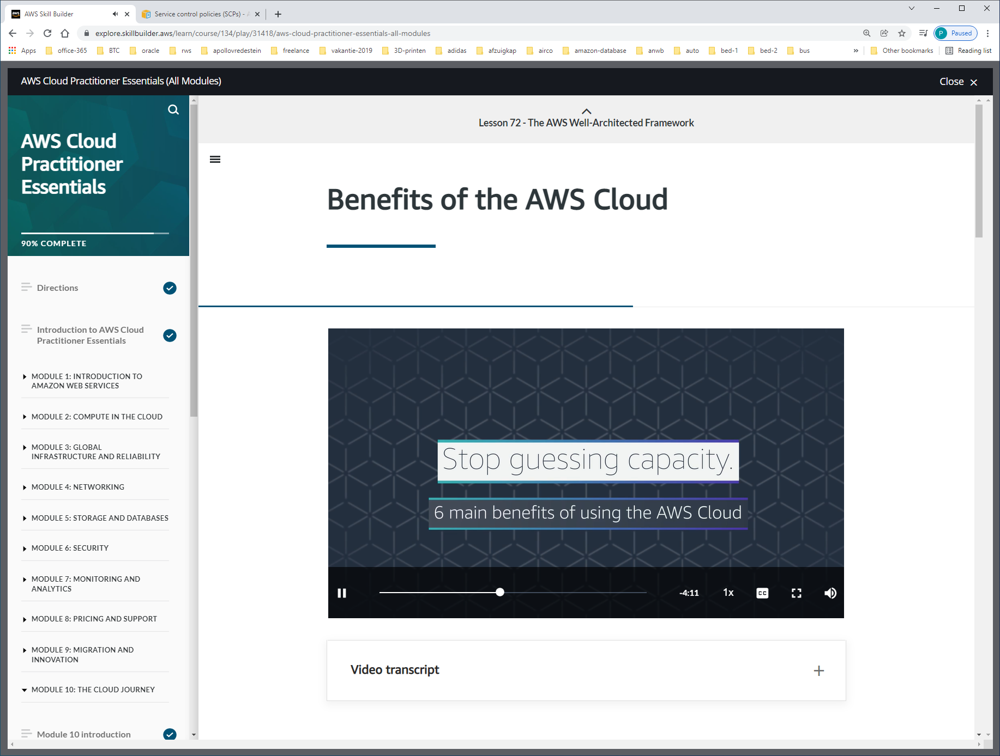 AWS Skill Builder
Service control policies (SCPs) - A
explore.skillbuilder.aws/learn/course/134/play/31418/aws-cloud-practitioner-essentials-all-modules
P Paused
Apps office-365 BTC oracle rws apollovredestein freelance vakantie-2019 3D-printen adidas afzuigkap airco amazon-database anwb auto bed-1 bed-2 bus » Other bookmarks Reading list
AWS Cloud Practitioner Essentials (All Modules)
Close
AWS Cloud
Practitioner
Essentials
90% COMPLETE
Directions
Introduction to AWS Cloud
Practitioner Essentials
MODULE 1: INTRODUCTION TO
AMAZON WEB SERVICES
MODULE 2: COMPUTE IN THE CLOUD
MODULE 3: GLOBAL
INFRASTRUCTURE AND RELIABILITY
MODULE 4: NETWORKING
MODULE 5: STORAGE AND DATABASES
MODULE 6: SECURITY
MODULE 7: MONITORING AND
ANALYTICS
MODULE 8: PRICING AND SUPPORT
MODULE 9: MIGRATION AND
INNOVATION
MODULE 10: THE CLOUD JOURNEY
Module 10 introduction
Lesson 72 - The AWS Well-Architected Framework
Benefits of the AWS Cloud
Stop guessing capacity.
6 main benefits of using the AWS Cloud
-4:11 1x CC
Video transcript